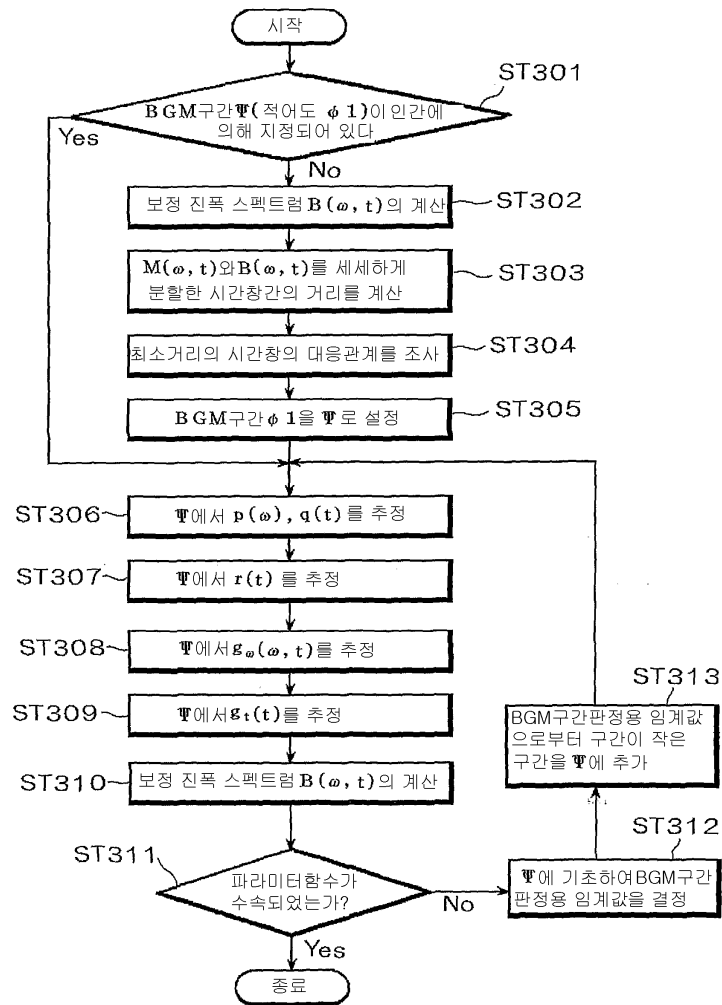 시작
ST301
BGM구간Ψ(적어도 φ1)이인간에
의해 지정되어 있다
Yes
No
보정 진폭 스펙트럼 B(ω,t)의 계산
ST302
M(ω,t)와B(ω,t)를 세세하게
분할한 시간창간의 거리를 계산
ST303
최소거리의 시간창의 대응관계를 조사
ST304
BGM구간φ1을 Ψ로 설정
ST305
ST306
Ψ에서 p(ω),q(t)를 추정
ST307
Ψ에서 r(t) 를 추정
ST308
Ψ에서g_ω(ω,t)를 추정
ST309
Ψ에서g_t(t)를 추정
ST310
보정 진폭 스펙트럼 B(ω,t)의 계산
ST311
파라미터함수가
수속되었는가?
No
Yes
종료
ST313
BGM구간판정용 임계값
으로부터 구간이 작은
구간을 Ψ에 추가
ST312
Ψ에 기초하여BGM구간
판정용 임계값을 결정